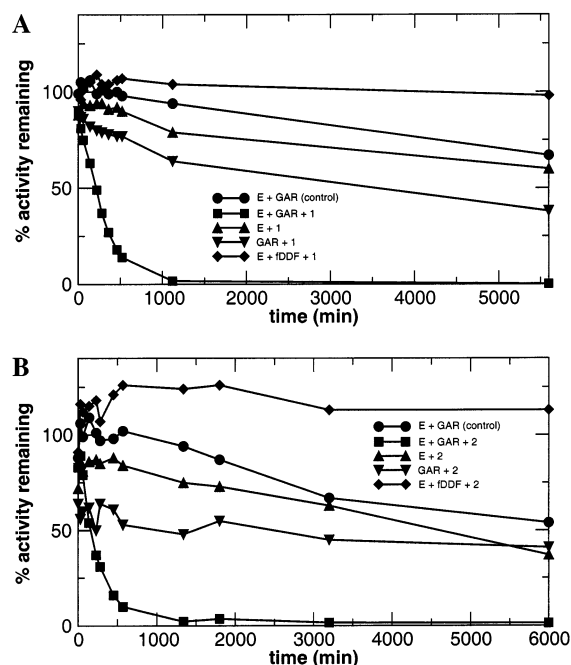 A
% activity remaining
100
50
0
E + GAR (control)
E + GAR + 1
E + 1
GAR + 1
E + fDDF + 1
0 1000 2000 3000 4000 5000
time (min)
B
% activity remaining
100
50
0
E + GAR (control)
E + GAR + 2
E + 2
GAR + 2
E + fDDF + 2
0 1000 2000 3000 4000 5000 6000
time (min)